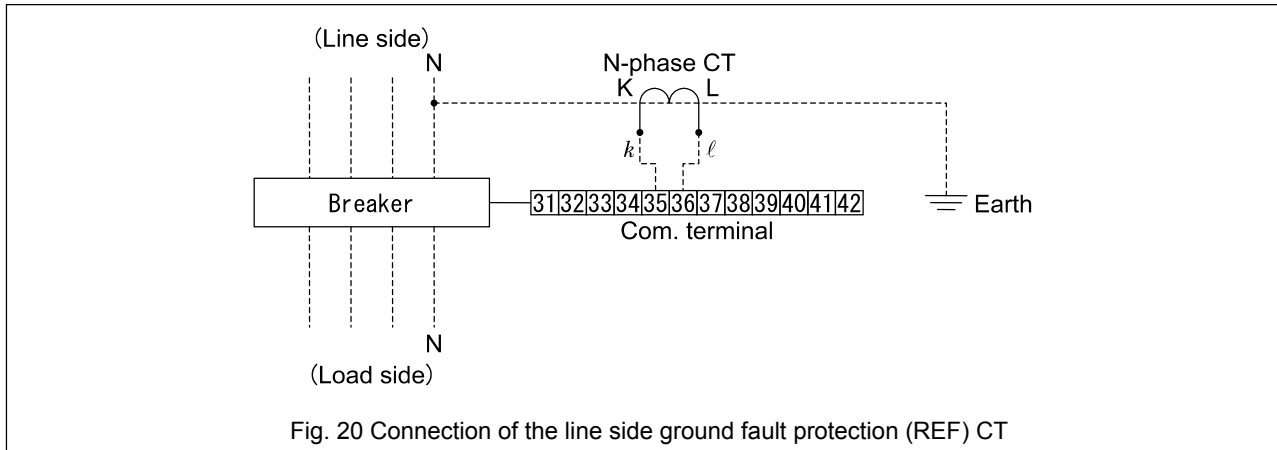 (Line side)
N
N-phase CT
K L
k ℓ
Breaker
31 32 33 34 35 36 37 38 39 40 41 42
Com. terminal
Earth
N
(Load side)
Fig. 20 Connection of the line side ground fault protection (REF) CT